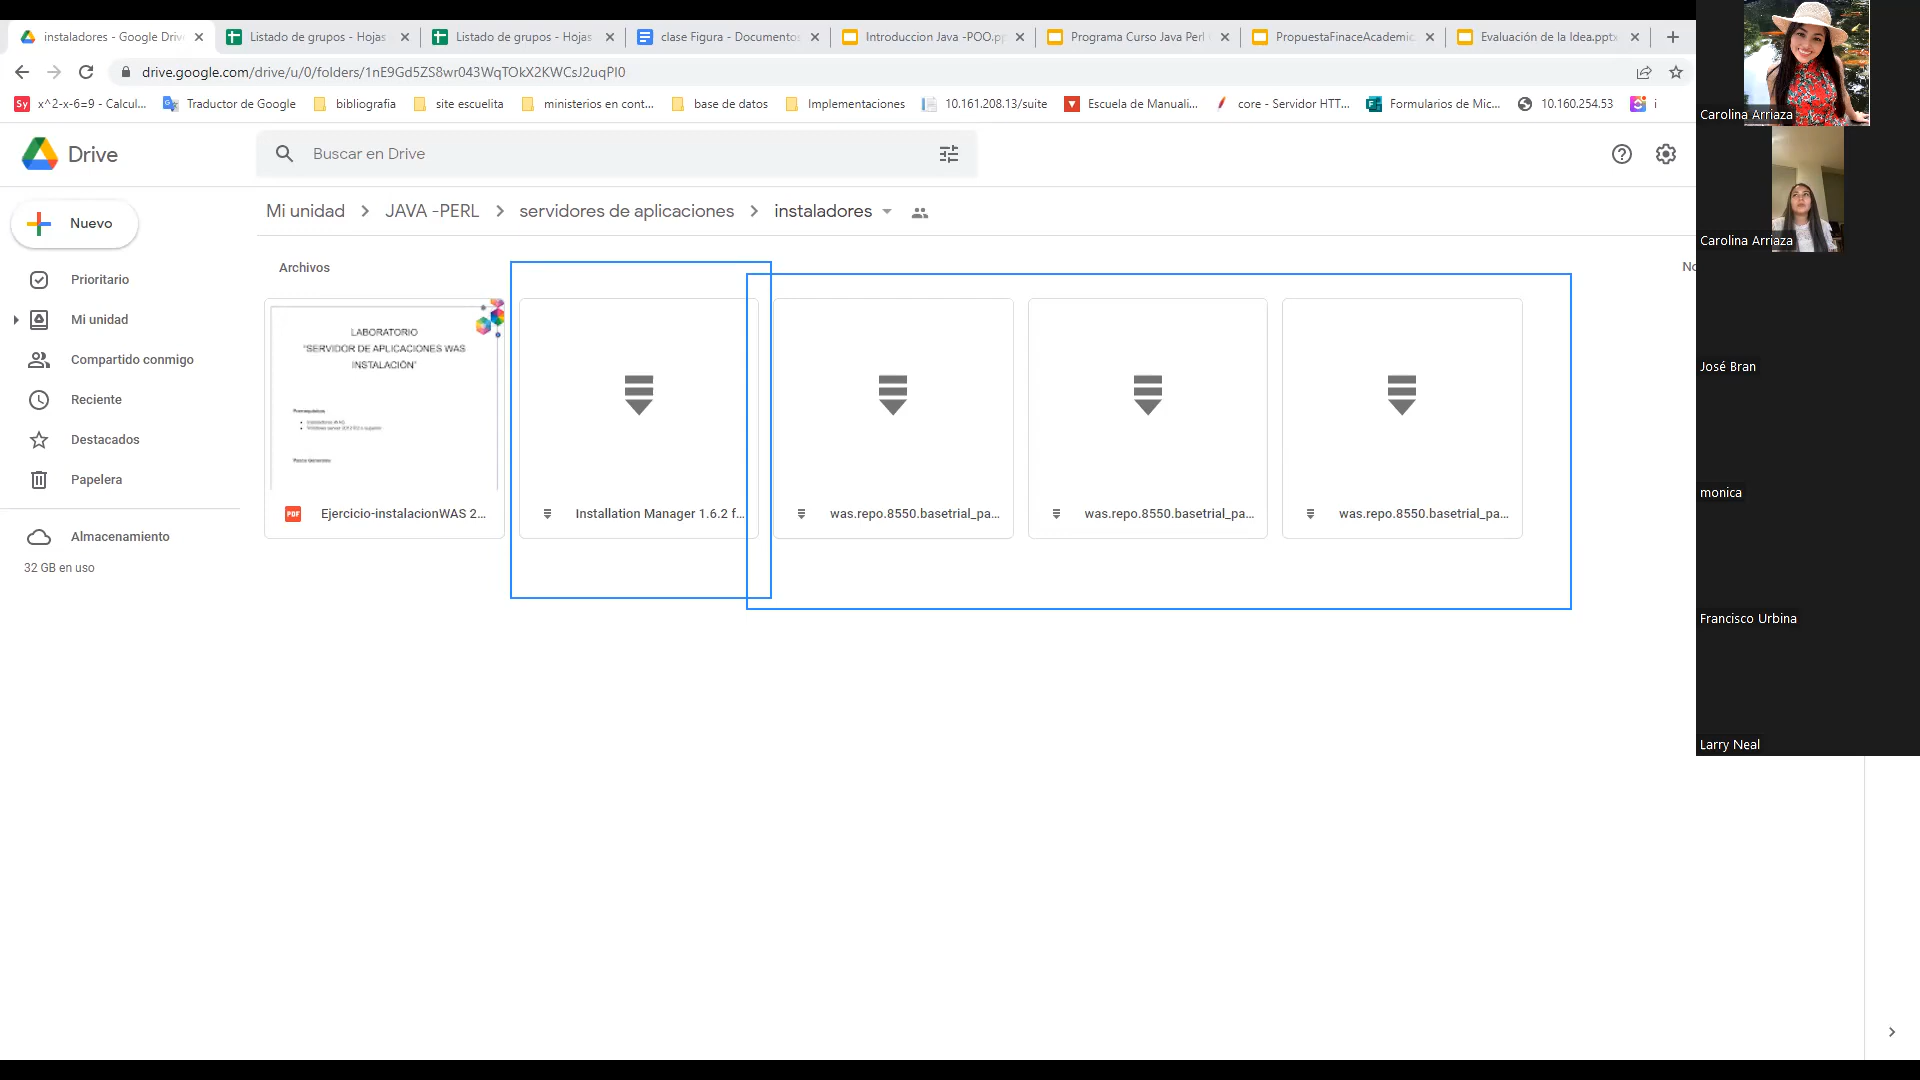 instaladores - Google Driv
Listado de grupos - Hojas
Listado de grupos - Hojas
clase Figura - Documentos
Introduccion Java -POO.pp
Programa Curso Java Perl
PropuestaFinaceAcademic
Evaluación de la Idea.pptx
drive.google.com/drive/u/0/folders/1nE9Gd5ZS8wr043WqTOkX2KWCsJ2uqPI0
Sy x^2-x-6=9 - Calcul...
Traductor de Google
bibliografia
site escuelita
ministerios en cont...
base de datos
Implementaciones
10.161.208.13/suite
Escuela de Manuali...
core - Servidor HTT...
Formularios de Mic...
10.160.254.53
i
Drive
Buscar en Drive
Mi unidad > JAVA -PERL > servidores de aplicaciones > instaladores
Nuevo
Prioritario
Mi unidad
Compartido conmigo
Reciente
Destacados
Papelera
Almacenamiento
32 GB en uso
Archivos
No
LABORATORIO
"SERVIDOR DE APLICACIONES WAS
INSTALACIÓN"
PDF Ejercicio-instalacionWAS 2...
Installation Manager 1.6.2 f...
was.repo.8550.basetrial_pa...
was.repo.8550.basetrial_pa...
was.repo.8550.basetrial_pa...
Carolina Arriaza
Carolina Arriaza
José Bran
monica
Francisco Urbina
Larry Neal